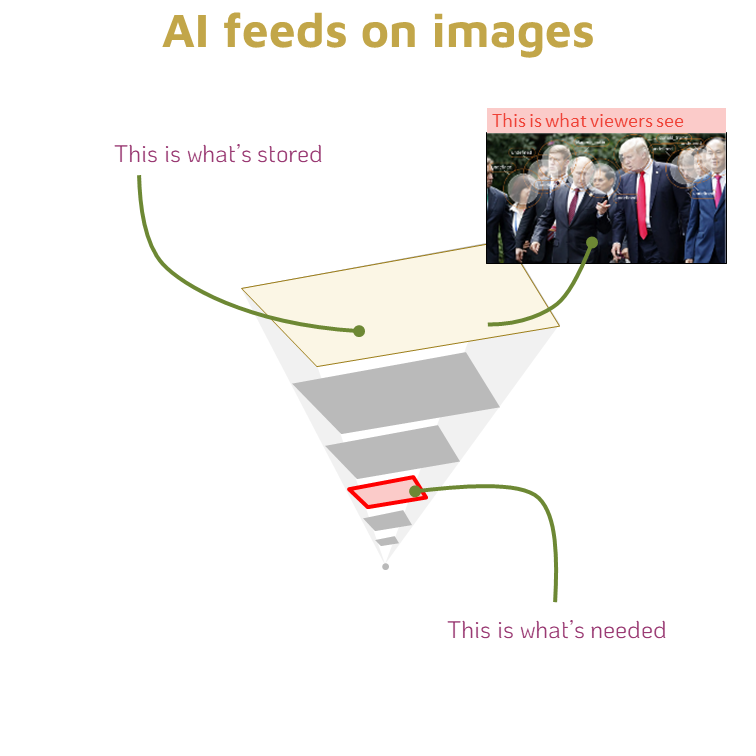 AI feeds on images
This is what viewers see
This is what's stored
This is what's needed